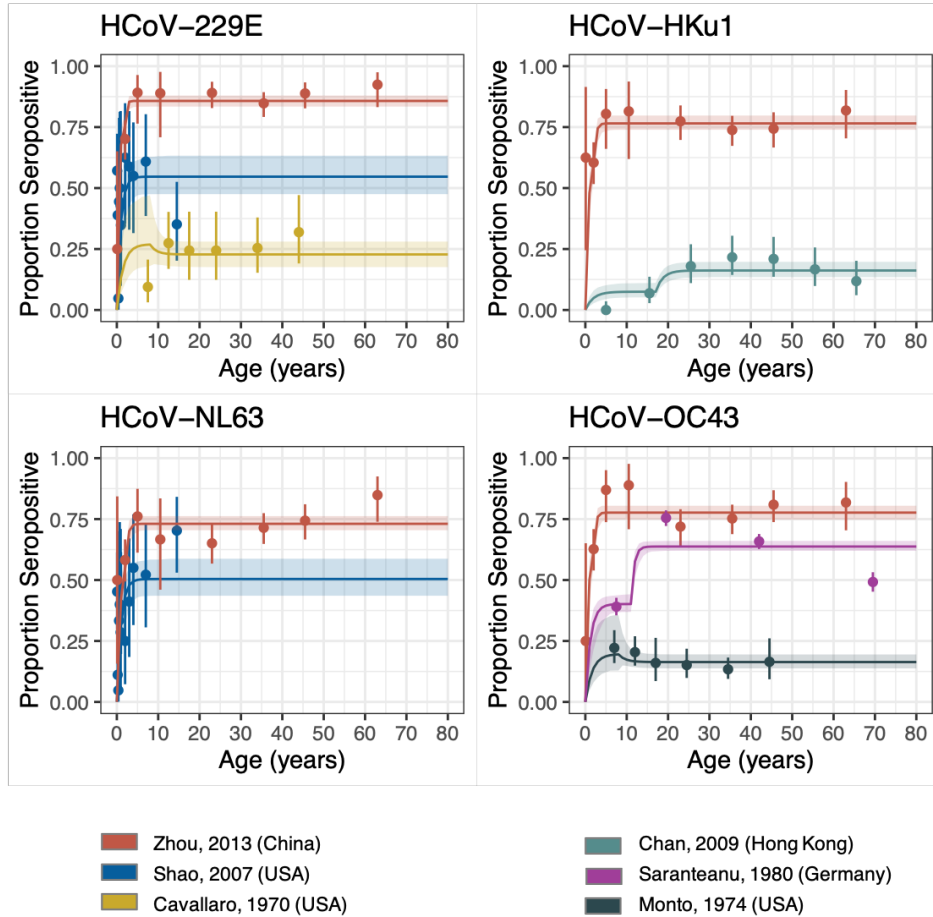 HCoV−229E
HCoV−HKu1
Proportion Seropositive
1.00
0.75
0.50
0.25
0.00
0 10 20 30 40 50 60 70 80
Age (years)
Proportion Seropositive
1.00
0.75
0.50
0.25
0.00
0 10 20 30 40 50 60 70 80
Age (years)
HCoV−NL63
HCoV−OC43
Proportion Seropositive
1.00
0.75
0.50
0.25
0.00
0 10 20 30 40 50 60 70 80
Age (years)
Proportion Seropositive
1.00
0.75
0.50
0.25
0.00
0 10 20 30 40 50 60 70 80
Age (years)
Zhou, 2013 (China)
Shao, 2007 (USA)
Cavallaro, 1970 (USA)
Chan, 2009 (Hong Kong)
Saranteanu, 1980 (Germany)
Monto, 1974 (USA)